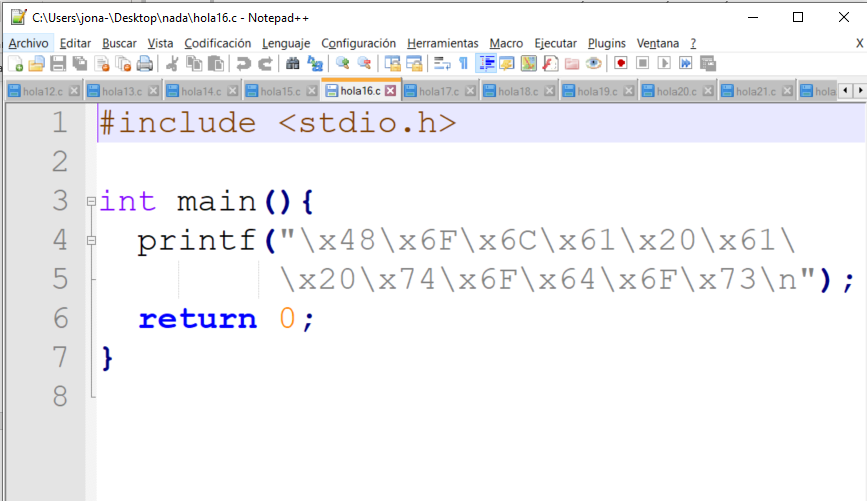 C:\Users\jona-\Desktop\nada\hola16.c - Notepad++
Archivo Editar Buscar Vista Codificación Lenguaje Configuración Herramientas Macro Ejecutar Plugins Ventana ? X
hola12.c hola13.c hola14.c hola15.c hola16.c hola17.c hola18.c hola19.c hola20.c hola21.c hola
1 #include <stdio.h>
2
3 int main(){
4 printf("\x48\x6F\x6C\x61\x20\x61\
5 \x20\x74\x6F\x64\x6F\x73\n");
6 return 0;
7 }
8